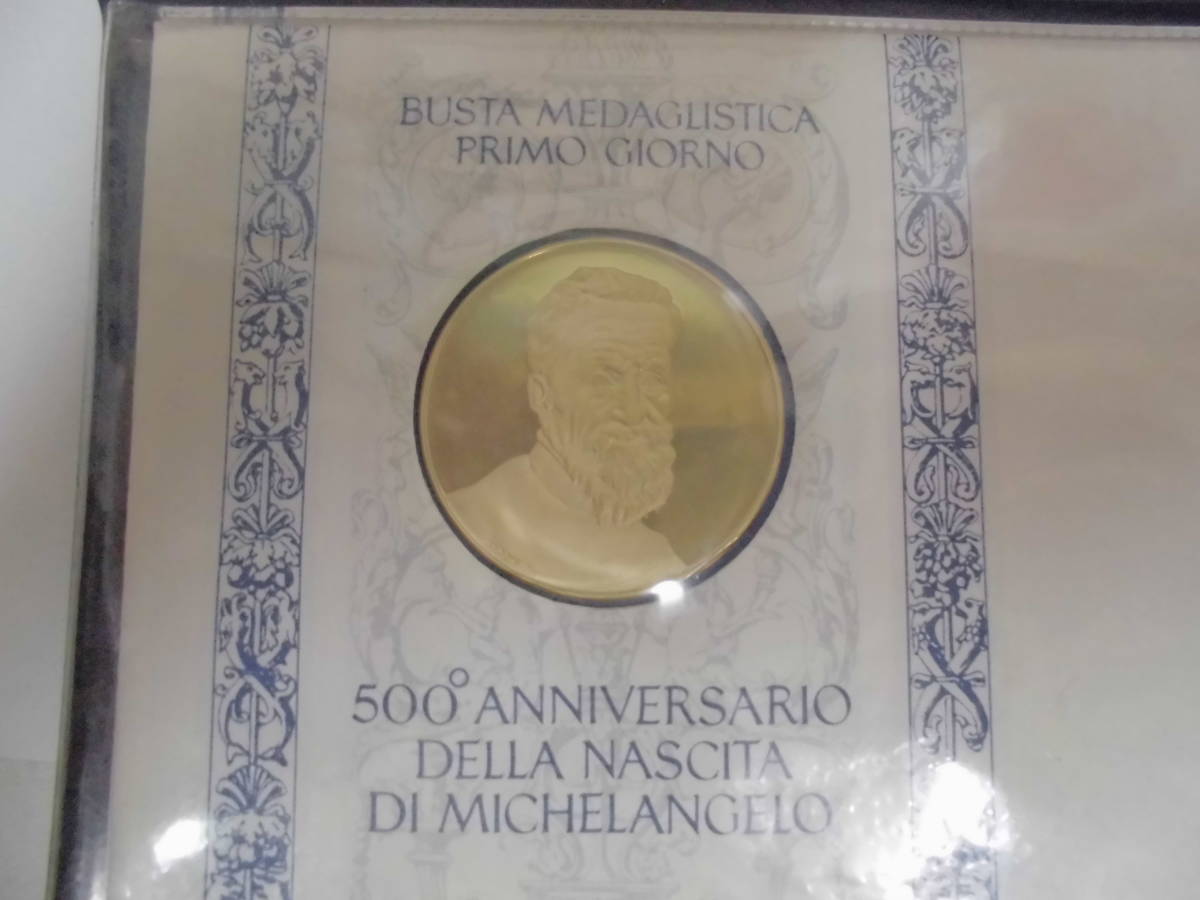 BUSTA MEDAGLISTICA
PRIMO GIORNO
500° ANNIVERSARIO
DELLA NASCITA
DI MICHELANGELO